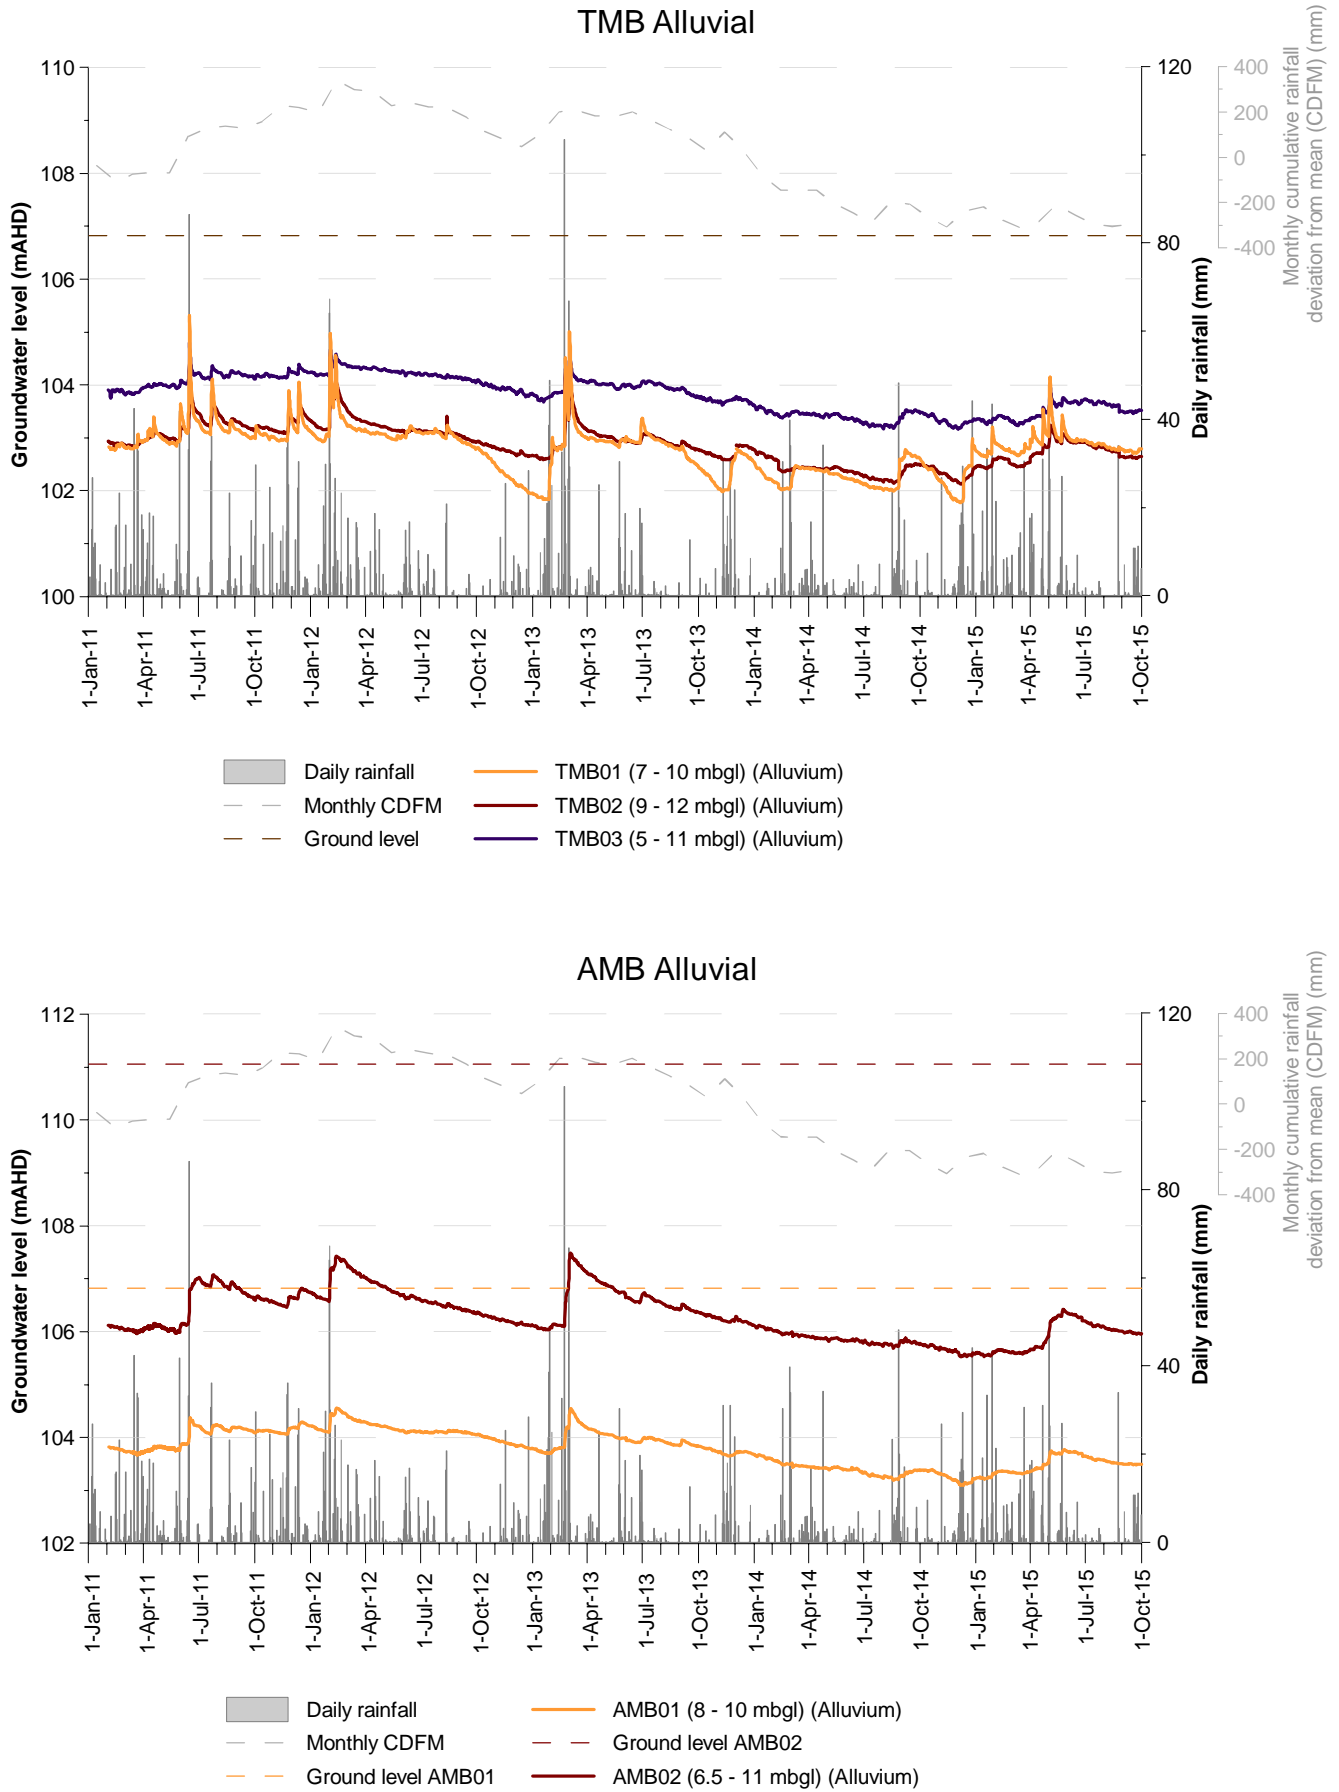 TMB Alluvial
110
108
106
104
102
100
Groundwater level (mAHD)
120
80
40
0
Daily rainfall (mm)
400
200
0
-200
-400
Monthly cumulative rainfall
deviation from mean (CDFM) (mm)
1-Jan-11
1-Apr-11
1-Jul-11
1-Oct-11
1-Jan-12
1-Apr-12
1-Jul-12
1-Oct-12
1-Jan-13
1-Apr-13
1-Jul-13
1-Oct-13
1-Jan-14
1-Apr-14
1-Jul-14
1-Oct-14
1-Jan-15
1-Apr-15
1-Jul-15
1-Oct-15
Daily rainfall
Monthly CDFM
Ground level
TMB01 (7 - 10 mbgl) (Alluvium)
TMB02 (9 - 12 mbgl) (Alluvium)
TMB03 (5 - 11 mbgl) (Alluvium)
AMB Alluvial
112
110
108
106
104
102
Groundwater level (mAHD)
120
80
40
0
Daily rainfall (mm)
400
200
0
-200
-400
Monthly cumulative rainfall
deviation from mean (CDFM) (mm)
1-Jan-11
1-Apr-11
1-Jul-11
1-Oct-11
1-Jan-12
1-Apr-12
1-Jul-12
1-Oct-12
1-Jan-13
1-Apr-13
1-Jul-13
1-Oct-13
1-Jan-14
1-Apr-14
1-Jul-14
1-Oct-14
1-Jan-15
1-Apr-15
1-Jul-15
1-Oct-15
Daily rainfall
Monthly CDFM
Ground level AMB01
AMB01 (8 - 10 mbgl) (Alluvium)
Ground level AMB02
AMB02 (6.5 - 11 mbgl) (Alluvium)